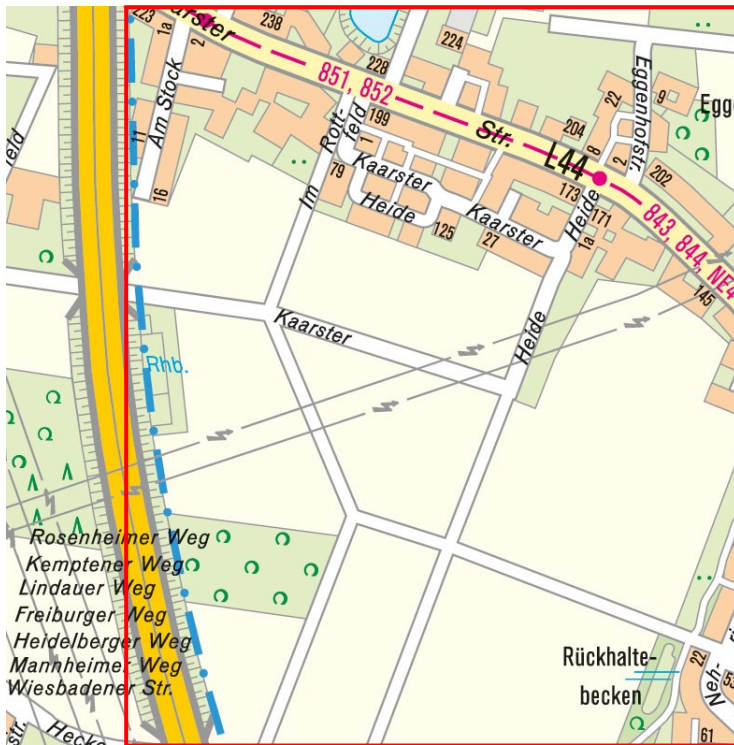 223
1a
2
Am Stock
11
16
238
228
224
851, 852
199
Im Rott-
feld
1
79
Kaarster
Heide
125
Str.
Kaarster
27
L44
204
8
22
2
9
Eggenhofstr.
202
173
171
Heide
1a
843, 844, NE4
145
Kaarster
Heide
Rhb.
Rosenheimer Weg
Kemptener Weg
Lindauer Weg
Freiburger Weg
Heidelberger Weg
Mannheimer Weg
Wiesbadener Str.
Rückhalte-
becken
22
61
Neh-